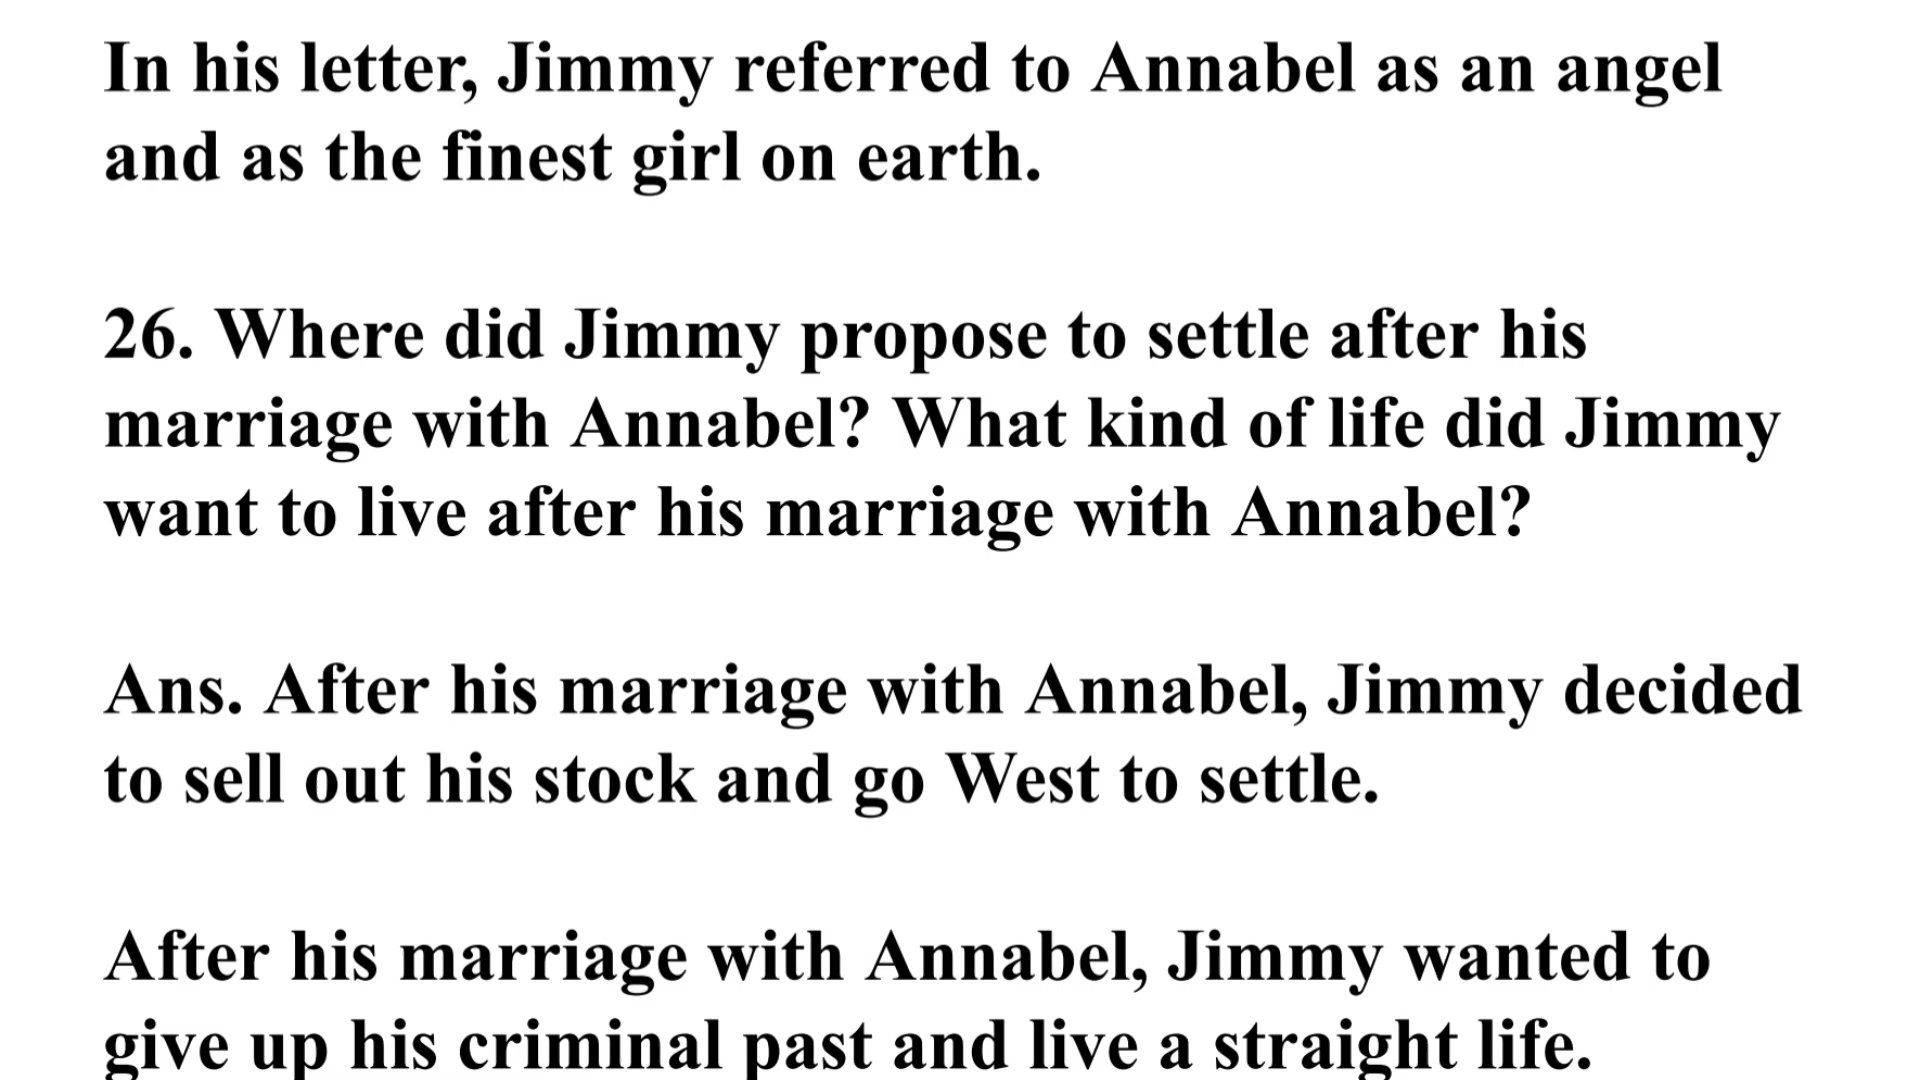 In his letter, Jimmy referred to Annabel as an angel
and as the finest girl on earth.
26. Where did Jimmy propose to settle after his
marriage with Annabel? What kind of life did Jimmy
want to live after his marriage with Annabel?
Ans. After his marriage with Annabel, Jimmy decided
to sell out his stock and go West to settle.
After his marriage with Annabel, Jimmy wanted to
give up his criminal past and live a straight life.